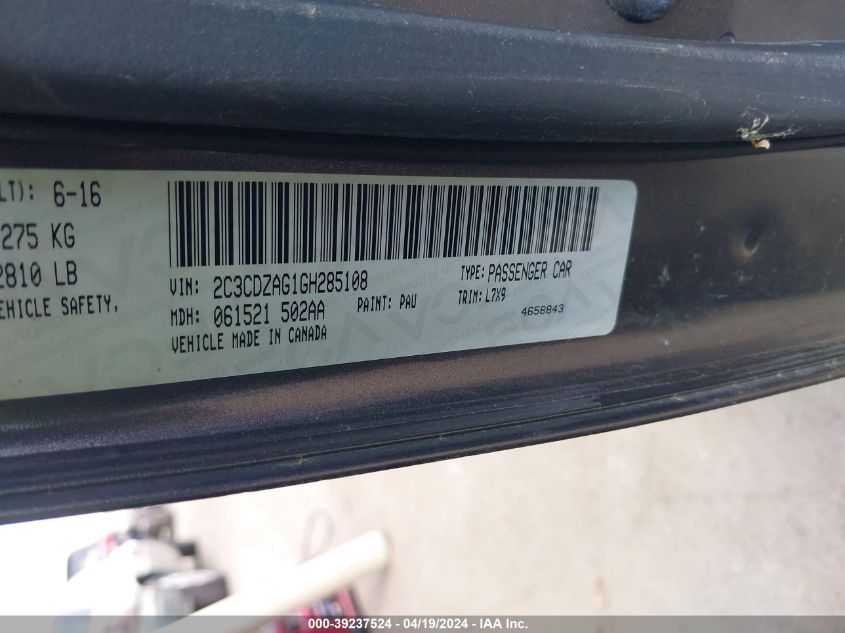 LT): 6-16
275 KG
2810 LB
EHICLE SAFETY,
VIN: 2C3CDZAG1GH285108
TYPE: PASSENGER CAR
MDH: 061521 502AA
PAINT: PAU
TRIM: L7X9
VEHICLE MADE IN CANADA
4658843
000-39237524 - 04/19/2024 - IAA Inc.